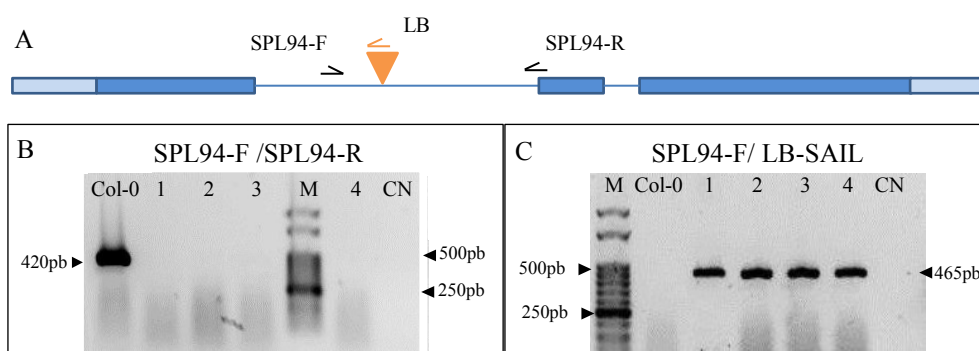 A
SPL94-F
LB
SPL94-R
B
SPL94-F /SPL94-R
Col-0 1 2 3 M 4 CN
420pb
500pb
250pb
C
SPL94-F/ LB-SAIL
M Col-0 1 2 3 4 CN
500pb
250pb
465pb